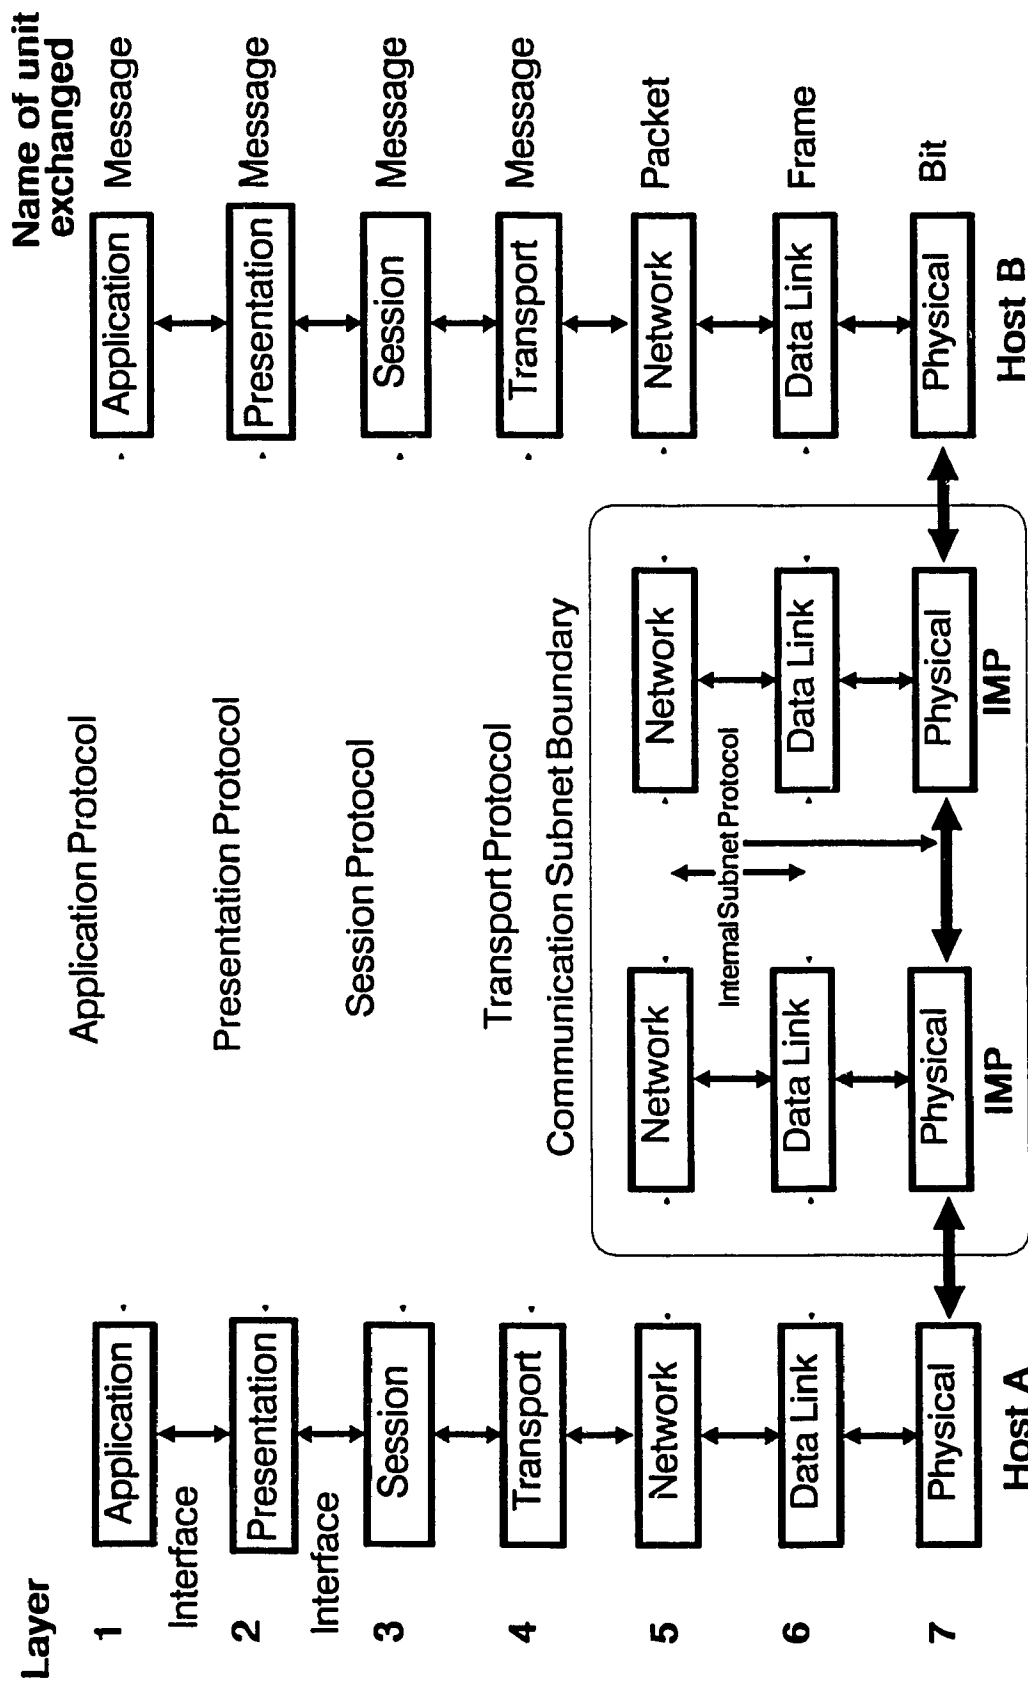 Layer
Name of unit
exchanged
1
Application
Application Protocol
Application
Message
Interface
2
Presentation
Presentation Protocol
Presentation
Message
Interface
3
Session
Session Protocol
Session
Message
4
Transport
Transport Protocol
Transport
Message
Communication Subnet Boundary
5
Network
Network
Network
Network
Packet
Internal Subnet Protocol
6
Data Link
Data Link
Data Link
Data Link
Frame
7
Physical
Physical
Physical
Physical
Bit
Host A
IMP
IMP
Host B